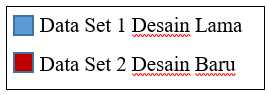 Data Set 1 Desain Lama
Data Set 2 Desain Baru